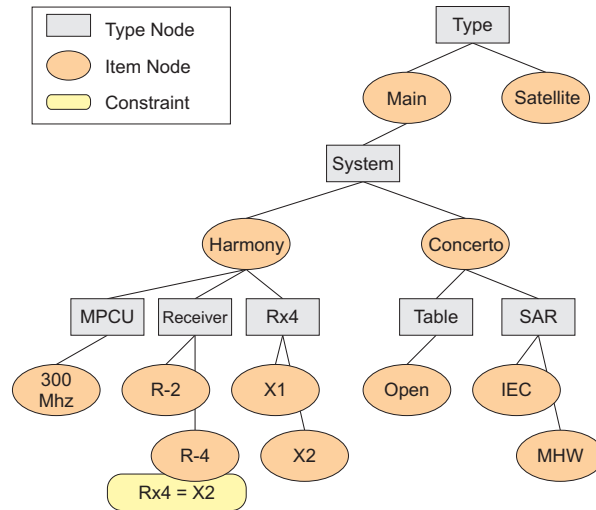 Type Node
Item Node
Constraint
Type
Main
Satellite
System
Harmony
Concerto
MPCU
Receiver
Rx4
Table
SAR
300
Mhz
R-2
X1
Open
IEC
R-4
X2
MHW
Rx4 = X2